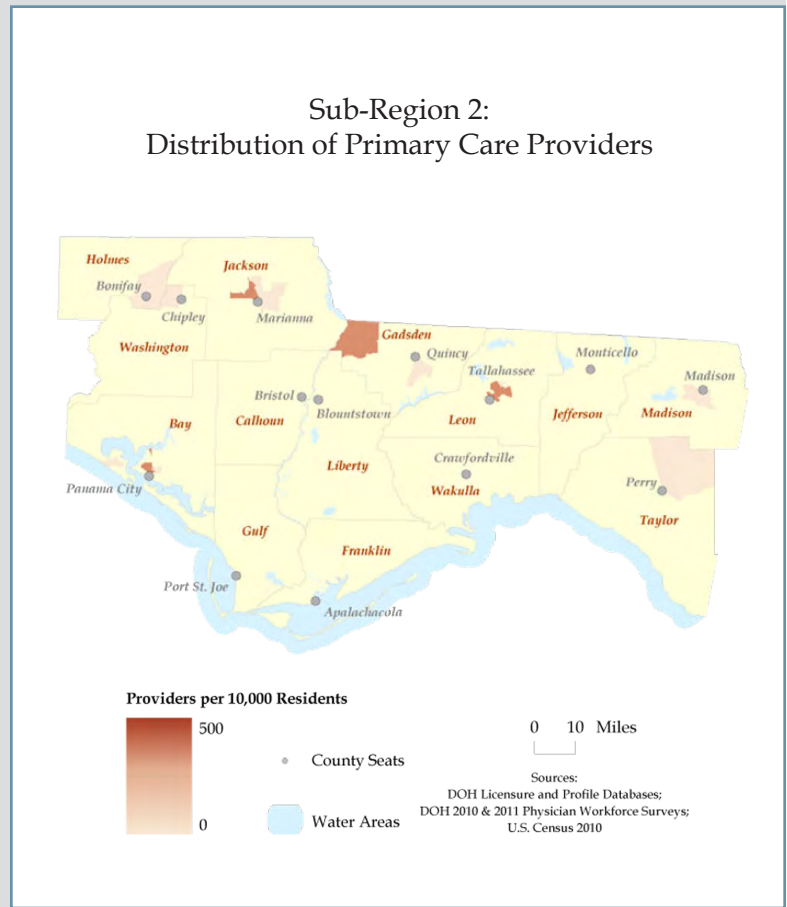 Sub-Region 2:
Distribution of Primary Care Providers
Holmes
Jackson
Bonifay
Chipley
Marianna
Washington
Gadsden
Quincy
Monticello
Tallahassee
Madison
Bristol
Blountstown
Bay
Calhoun
Leon
Jefferson
Madison
Liberty
Crawfordville
Panama City
Wakulla
Perry
Taylor
Gulf
Franklin
Port St. Joe
Apalachacola
Providers per 10,000 Residents
500
0
County Seats
Water Areas
0 10 Miles
Sources:
DOH Licensure and Profile Databases;
DOH 2010 & 2011 Physician Workforce Surveys;
U.S. Census 2010